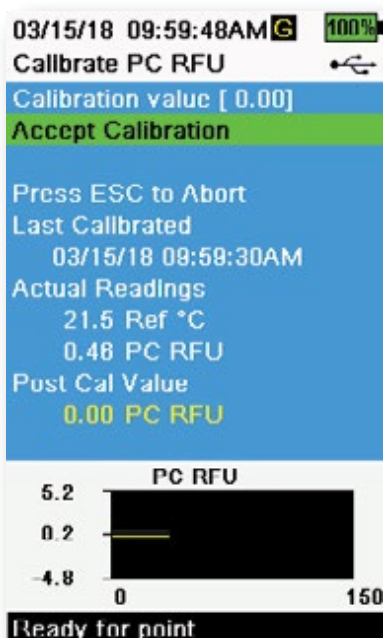 03/15/18 09:59:48AM G 100%
Calibrate PC RFU
Calibration value [ 0.00]
Accept Calibration
Press ESC to Abort
Last Calibrated
03/15/18 09:59:30AM
Actual Readings
21.5 Ref °C
0.46 PC RFU
Post Cal Value
0.00 PC RFU
PC RFU
5.2
0.2
-4.8
0 150
Ready for point